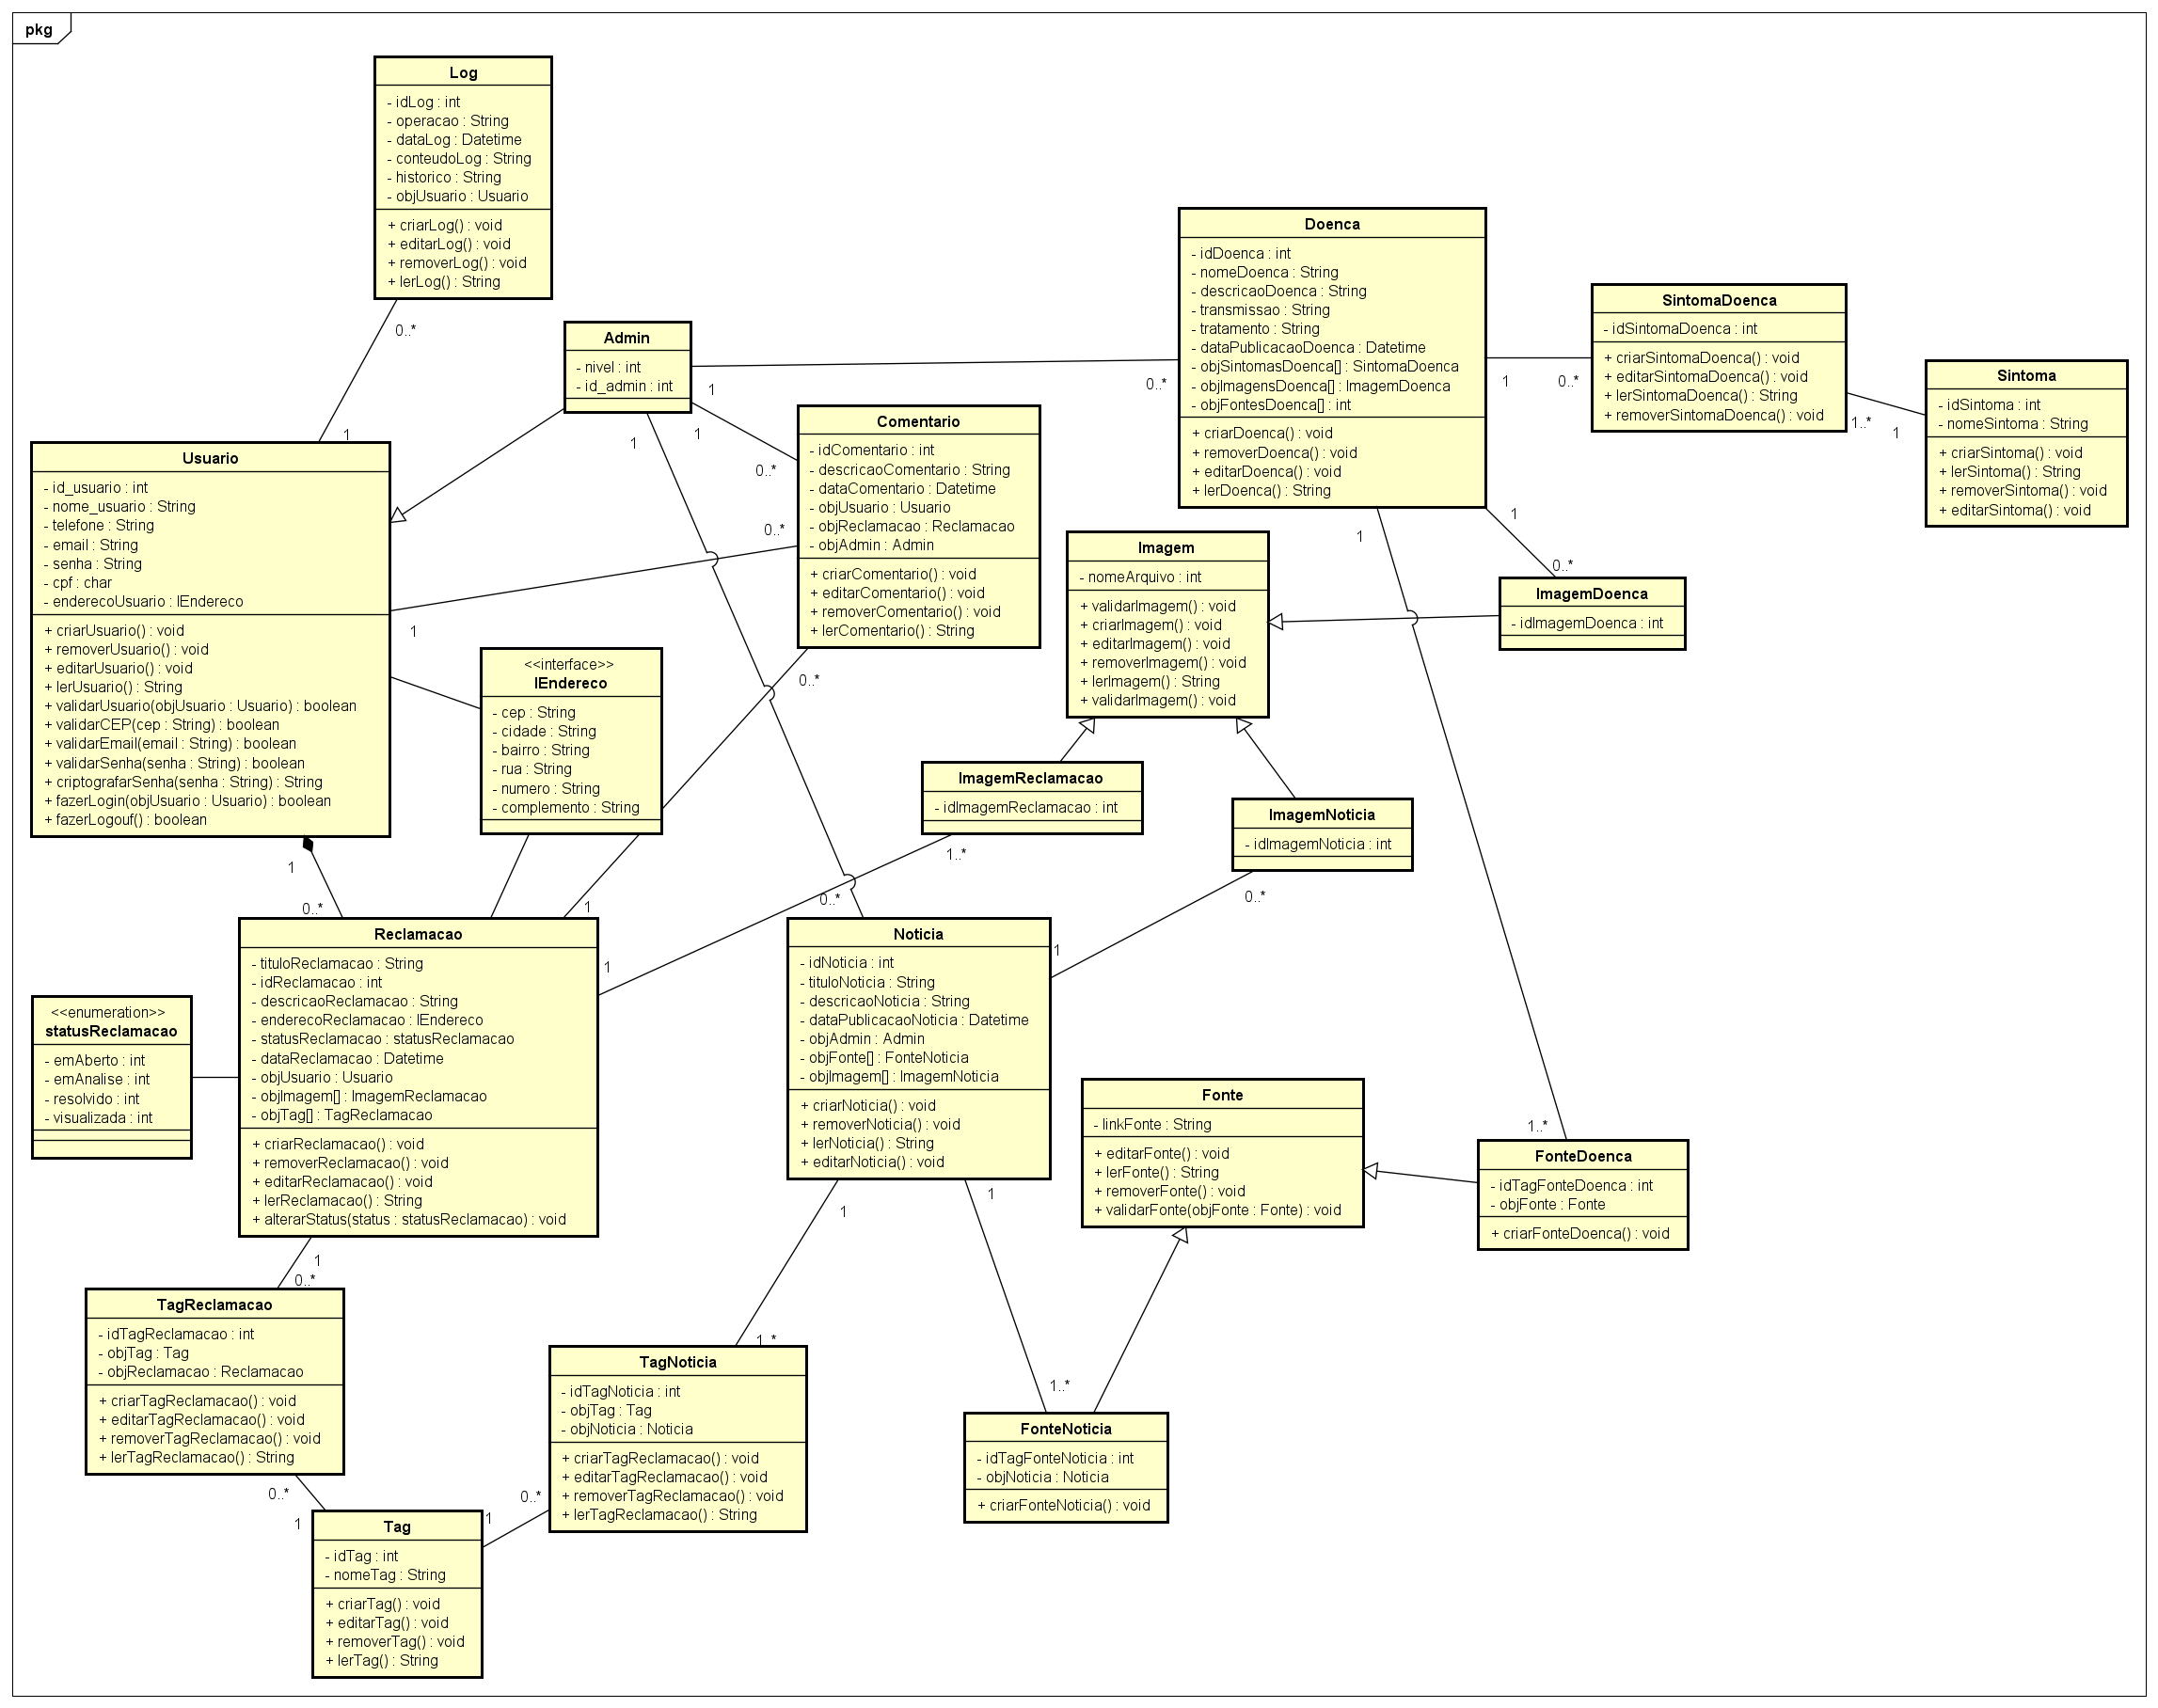 pkg
Log
- idLog : int
- operacao : String
- dataLog : Datetime
- conteudoLog : String
- historico : String
- objUsuario : Usuario
+ criarLog() : void
+ editarLog() : void
+ removerLog() : void
+ lerLog() : String
0..*
1
Admin
- nivel : int
- id_admin : int
1
0..*
1
0..*
1
0..*
Usuario
- id_usuario : int
- nome_usuario : String
- telefone : String
- email : String
- senha : String
- cpf : char
- enderecoUsuario : IEndereco
+ criarUsuario() : void
+ removerUsuario() : void
+ editarUsuario() : void
+ lerUsuario() : String
+ validarUsuario(objUsuario : Usuario) : boolean
+ validarCEP(cep : String) : boolean
+ validarEmail(email : String) : boolean
+ validarSenha(senha : String) : boolean
+ criptografarSenha(senha : String) : String
+ fazerLogin(objUsuario : Usuario) : boolean
+ fazerLogouf() : boolean
1
0..*
1
0..*
Comentario
- idComentario : int
- descricaoComentario : String
- dataComentario : Datetime
- objUsuario : Usuario
- objReclamacao : Reclamacao
- objAdmin : Admin
+ criarComentario() : void
+ editarComentario() : void
+ removerComentario() : void
+ lerComentario() : String
0..*
1
Doenca
- idDoenca : int
- nomeDoenca : String
- descricaoDoenca : String
- transmissao : String
- tratamento : String
- dataPublicacaoDoenca : Datetime
- objSintomasDoenca[] : SintomaDoenca
- objImagensDoenca[] : ImagemDoenca
- objFontesDoenca[] : int
+ criarDoenca() : void
+ removerDoenca() : void
+ editarDoenca() : void
+ lerDoenca() : String
1
0..*
1
0..*
1
1..*
SintomaDoenca
- idSintomaDoenca : int
+ criarSintomaDoenca() : void
+ editarSintomaDoenca() : void
+ lerSintomaDoenca() : String
+ removerSintomaDoenca() : void
1..*
1
Sintoma
- idSintoma : int
- nomeSintoma : String
+ criarSintoma() : void
+ lerSintoma() : String
+ removerSintoma() : void
+ editarSintoma() : void
Imagem
- nomeArquivo : int
+ validarImagem() : void
+ criarImagem() : void
+ editarImagem() : void
+ removerImagem() : void
+ lerImagem() : String
+ validarImagem() : void
ImagemDoenca
- idImagemDoenca : int
<<interface>>
IEndereco
- cep : String
- cidade : String
- bairro : String
- rua : String
- numero : String
- complemento : String
ImagemReclamacao
- idImagemReclamacao : int
1..*
1
ImagemNoticia
- idImagemNoticia : int
0..*
1
Reclamacao
- tituloReclamacao : String
- idReclamacao : int
- descricaoReclamacao : String
- enderecoReclamacao : IEndereco
- statusReclamacao : statusReclamacao
- dataReclamacao : Datetime
- objUsuario : Usuario
- objImagem[] : ImagemReclamacao
- objTag[] : TagReclamacao
+ criarReclamacao() : void
+ removerReclamacao() : void
+ editarReclamacao() : void
+ lerReclamacao() : String
+ alterarStatus(status : statusReclamacao) : void
1
0..*
<<enumeration>>
statusReclamacao
- emAberto : int
- emAnalise : int
- resolvido : int
- visualizada : int
Noticia
- idNoticia : int
- tituloNoticia : String
- descricaoNoticia : String
- dataPublicacaoNoticia : Datetime
- objAdmin : Admin
- objFonte[] : FonteNoticia
- objImagem[] : ImagemNoticia
+ criarNoticia() : void
+ removerNoticia() : void
+ lerNoticia() : String
+ editarNoticia() : void
1
1..*
1
1..*
Fonte
- linkFonte : String
+ editarFonte() : void
+ lerFonte() : String
+ removerFonte() : void
+ validarFonte(objFonte : Fonte) : void
FonteDoenca
- idTagFonteDoenca : int
- objFonte : Fonte
+ criarFonteDoenca() : void
TagReclamacao
- idTagReclamacao : int
- objTag : Tag
- objReclamacao : Reclamacao
+ criarTagReclamacao() : void
+ editarTagReclamacao() : void
+ removerTagReclamacao() : void
+ lerTagReclamacao() : String
0..*
1
TagNoticia
- idTagNoticia : int
- objTag : Tag
- objNoticia : Noticia
+ criarTagReclamacao() : void
+ editarTagReclamacao() : void
+ removerTagReclamacao() : void
+ lerTagReclamacao() : String
0..*
1
FonteNoticia
- idTagFonteNoticia : int
- objNoticia : Noticia
+ criarFonteNoticia() : void
Tag
- idTag : int
- nomeTag : String
+ criarTag() : void
+ editarTag() : void
+ removerTag() : void
+ lerTag() : String